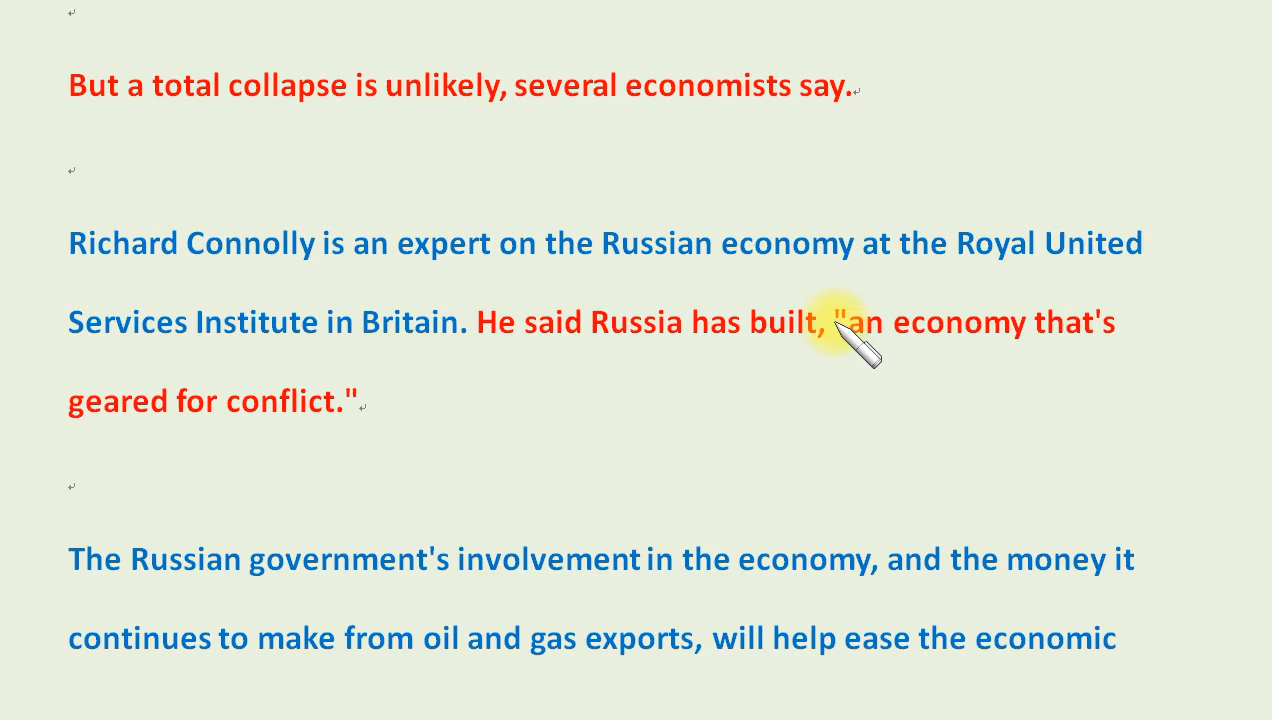 But a total collapse is unlikely, several economists say.
Richard Connolly is an expert on the Russian economy at the Royal United
Services Institute in Britain. He said Russia has built, "an economy that's
geared for conflict."
The Russian government's involvement in the economy, and the money it
continues to make from oil and gas exports, will help ease the economic